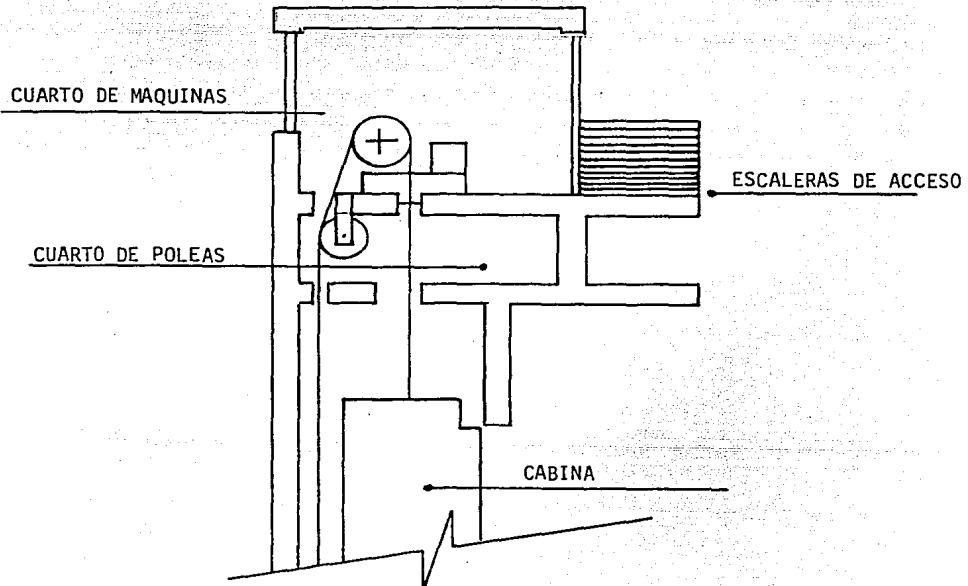 CUARTO DE MAQUINAS
ESCALERAS DE ACCESO
CUARTO DE POLEAS
CABINA